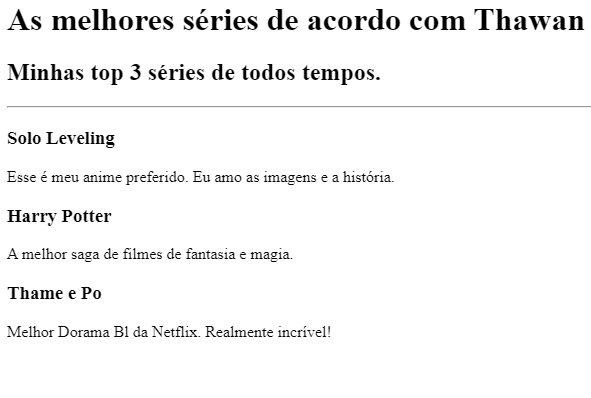 As melhores séries de acordo com Thawan
Minhas top 3 séries de todos tempos.
Solo Leveling
Esse é meu anime preferido. Eu amo as imagens e a história.
Harry Potter
A melhor saga de filmes de fantasia e magia.
Thame e Po
Melhor Dorama Bl da Netflix. Realmente incrível!